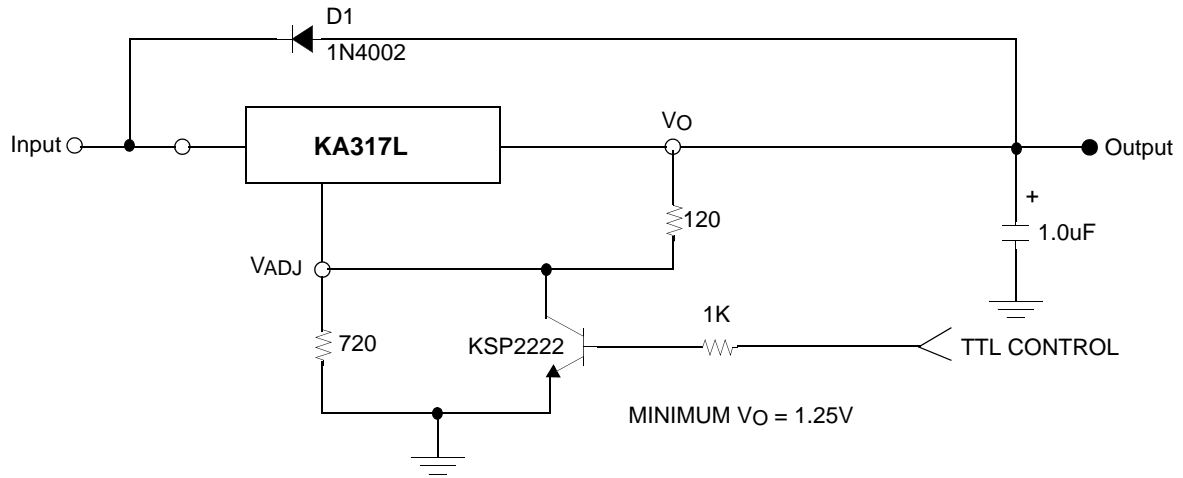 D1
1N4002
Input
KA317L
VO
Output
120
+
1.0uF
VADJ
1K
720
KSP2222
TTL CONTROL
MINIMUM VO = 1.25V